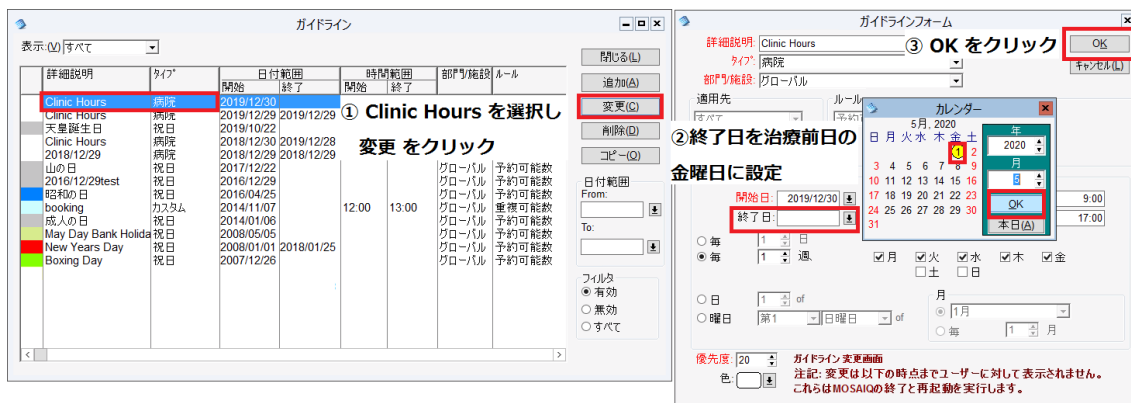 ガイドライン
表示:(V) すべて
詳細説明 タイプ 日付範囲 時間範囲 部門/施設 ルール
開始 終了 開始 終了
Clinic Hours 病院 2019/12/30
Clinic Hours 病院 2019/12/29 2019/12/29
天皇誕生日 祝日 2019/10/22
Clinic Hours 病院 2018/12/30 2019/12/28
2018/12/29 病院 2018/12/29 2018/12/29
山の日 祝日 2017/12/22 グローバル 予約可能数
2016/12/29test 祝日 2016/12/29 グローバル 予約可能数
昭和の日 祝日 2016/04/25 グローバル 予約可能数
booking カスタム 2014/11/07 12:00 13:00 グローバル 重複可能数
成人の日 祝日 2014/01/06 グローバル 予約可能数
May Day Bank Holida 祝日 2008/05/05 グローバル 予約可能数
New Years Day 祝日 2008/01/01 2018/01/25 グローバル 予約可能数
Boxing Day 祝日 2007/12/26 グローバル 予約可能数
① Clinic Hours を選択し
変更 をクリック
閉じる(L)
追加(A)
変更(C)
削除(D)
コピー(O)
日付範囲
From:
To:
フィルタ
有効
無効
すべて
ガイドラインフォーム
詳細説明: Clinic Hours
タイプ: 病院
部門/施設: グローバル
③ OK をクリック
OK
キャンセル(L)
適用先
すべて
ルール
②終了日を治療前日の
金曜日に設定
カレンダー
5月, 2020
日 月 火 水 木 金 土
1 2
3 4 5 6 7 8 9
10 11 12 13 14 15 16
17 18 19 20 21 22 23
24 25 26 27 28 29 30
31
年
2020
月
5
OK
本日(A)
開始日: 2019/12/30
終了日:
9:00
17:00
毎 1 日
毎 1 週、
月 火 水 木 金
土 日
日 1 of
曜日 第1 日曜日 of
月
1月
毎 1 月
優先度: 20
色:
ガイドライン変更画面
注記: 変更は以下の時点までユーザーに対して表示されません。
これらはMOSAIQの終了と再起動を実行します。